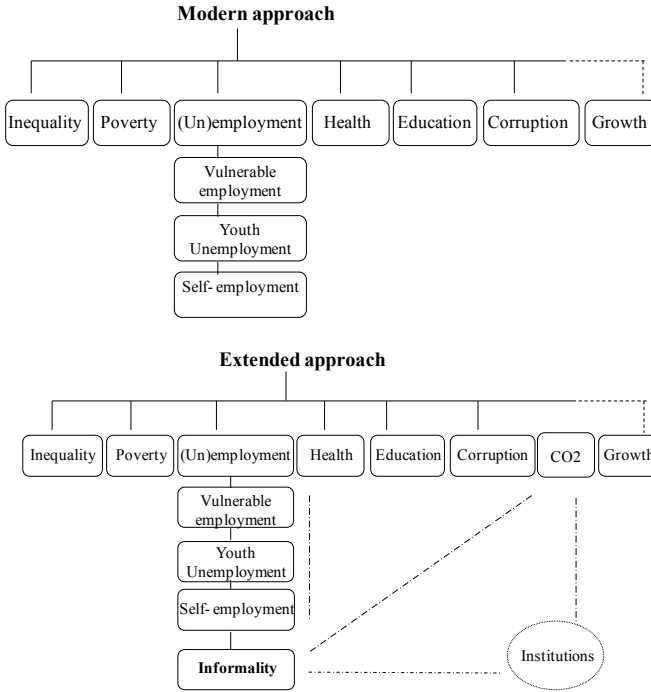 Modern approach
Inequality Poverty (Un)employment Health Education Corruption Growth
Vulnerable
employment
Youth
Unemployment
Self- employment
Extended approach
Inequality Poverty (Un)employment Health Education Corruption CO2 Growth
Vulnerable
employment
Youth
Unemployment
Self- employment
Informality
Institutions